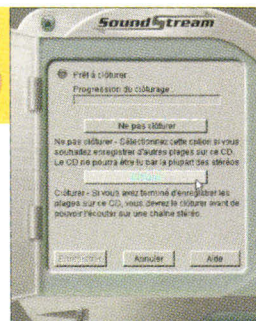 SoundStream
Prêt à clôturer
Progression du clôturage :
Ne pas clôturer
Ne pas clôturer - Sélectionnez cette option si vous
souhaitez enregistrer d'autres plages sur ce CD.
Le CD ne pourra être lu par la plupart des stéréos
Clôturer - Si vous avez terminé d'enregistrer les
plages sur ce CD, vous devrez le clôturer avant de
pouvoir l'écouter sur une chaîne stéréo.
Enregistrer
Annuler
Aide